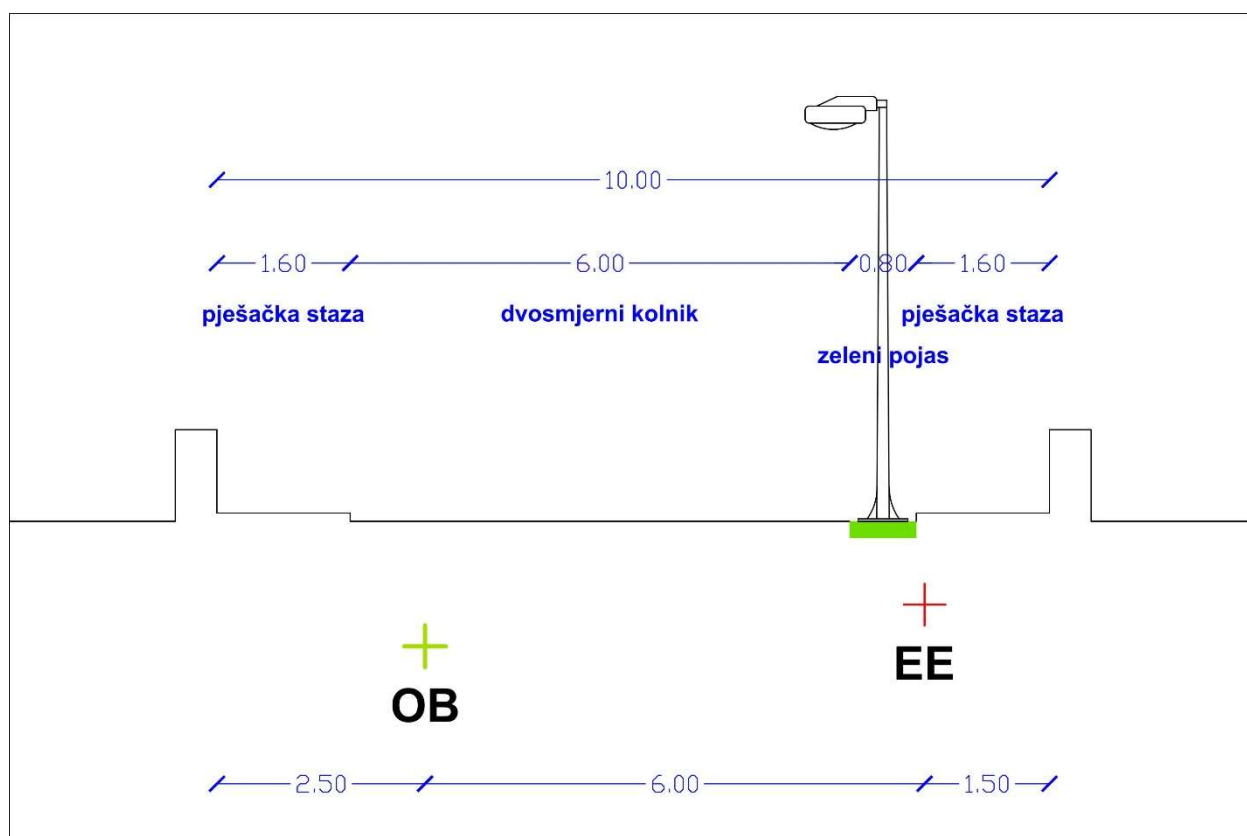 10.00
1.60 6.00 0.80 1.60
pješačka staza dvosmjerni kolnik pješačka staza
zeleni pojas
EE
OB
2.50 6.00 1.50